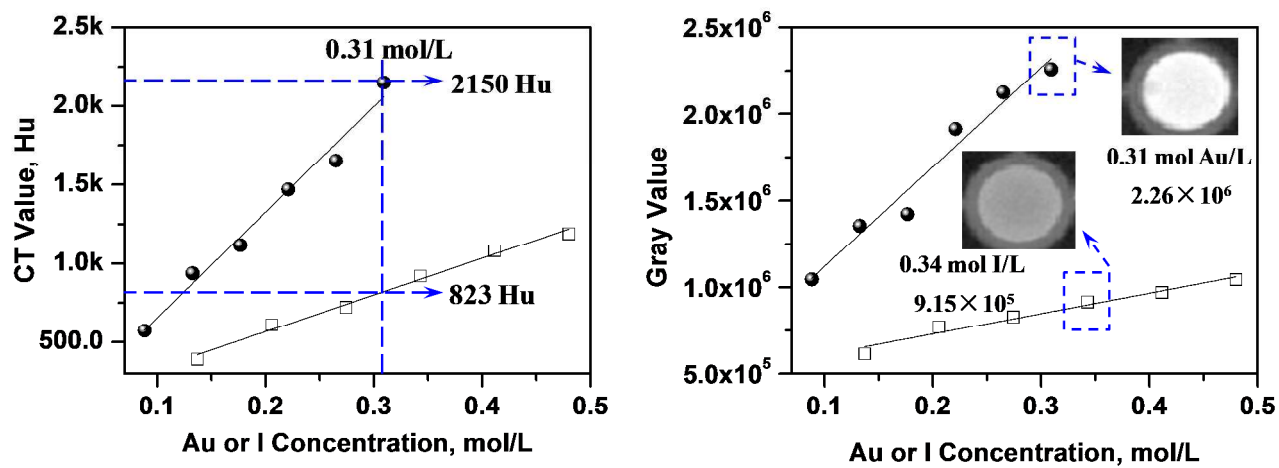 2.5k
2.0k
1.5k
1.0k
500.0
CT Value, Hu
0.31 mol/L
2150 Hu
823 Hu
0.1 0.2 0.3 0.4 0.5
Au or I Concentration, mol/L
2.5x10⁶
2.0x10⁶
1.5x10⁶
1.0x10⁶
5.0x10⁵
Gray Value
0.31 mol Au/L
2.26×10⁶
0.34 mol I/L
9.15×10⁵
0.1 0.2 0.3 0.4 0.5
Au or I Concentration, mol/L